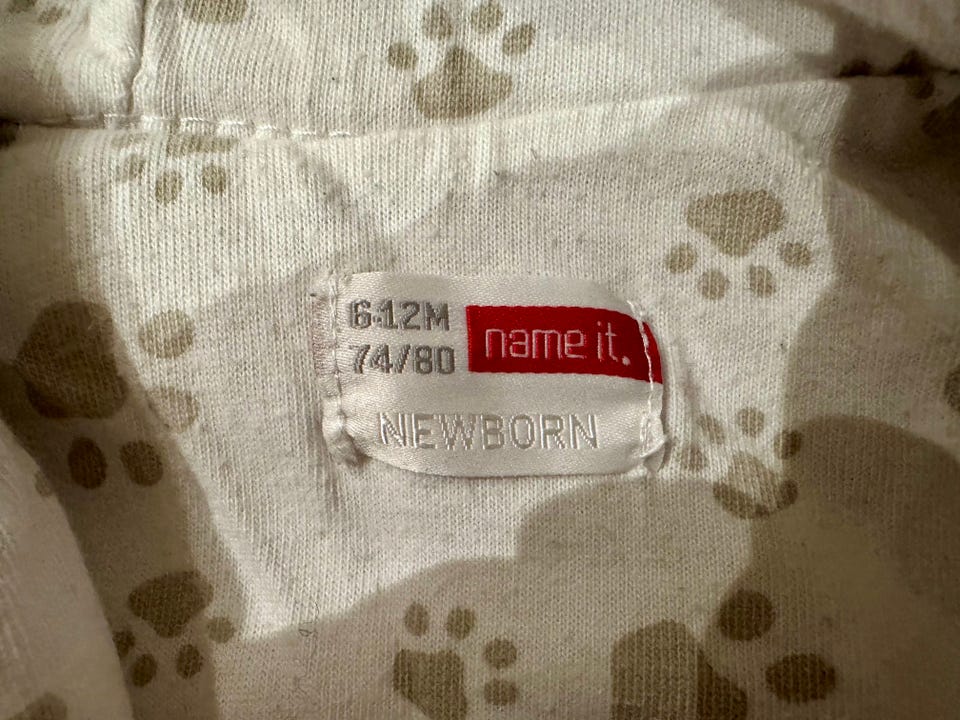 6-12M
74/80
name it.
NEWBORN